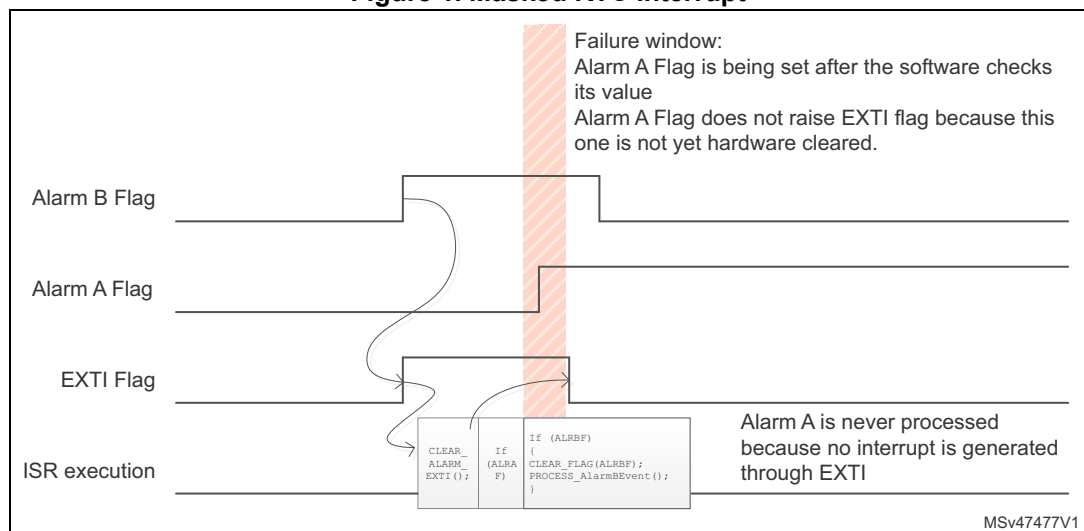 Figure 1. Masked RTC interrupt
Failure window:
Alarm A Flag is being set after the software checks
its value
Alarm A Flag does not raise EXTI flag because this
one is not yet hardware cleared.
Alarm B Flag
Alarm A Flag
EXTI Flag
ISR execution
CLEAR_
ALARM_
EXTI();
If
(ALRA
F)
If (ALRBF)
{
CLEAR_FLAG(ALRBF);
PROCESS_AlarmBEvent();
}
Alarm A is never processed
because no interrupt is generated
through EXTI
MSv47477V1